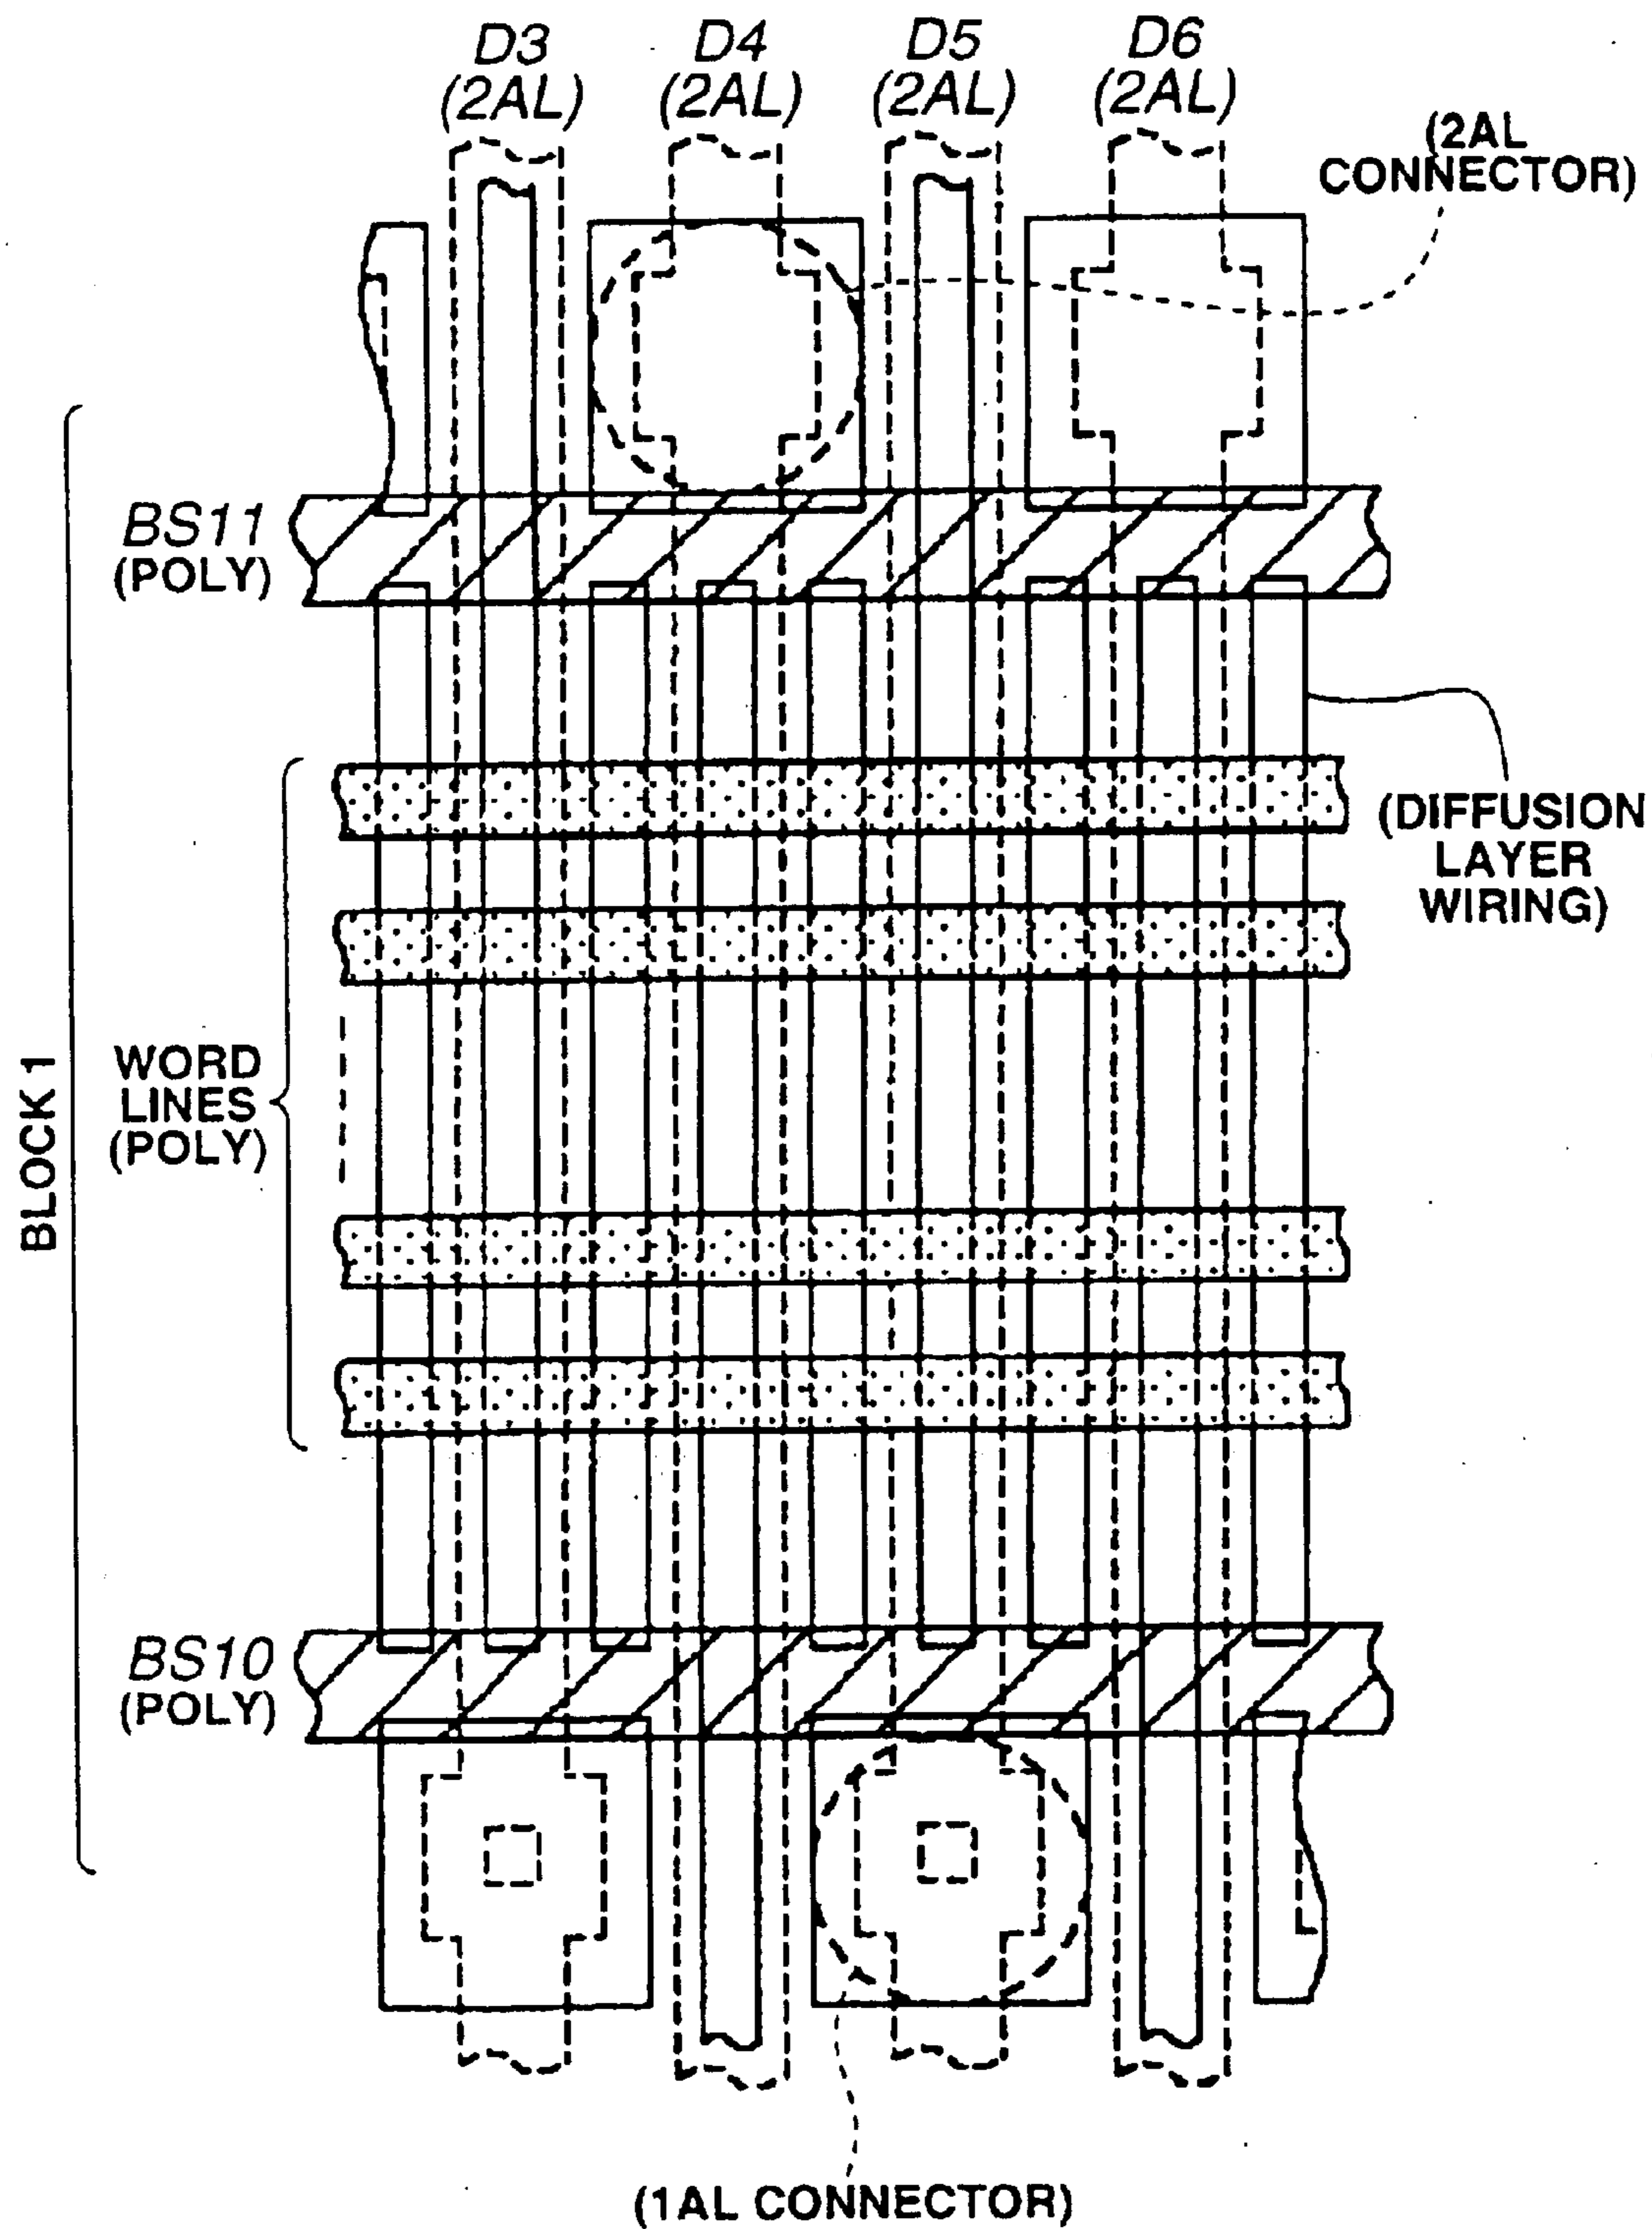 D3
(2AL)
D4
(2AL)
D5
(2AL)
D6
(2AL)
(2AL
CONNECTOR)
BS11
(POLY)
(DIFFUSION
LAYER
WIRING)
BLOCK 1
WORD
LINES
(POLY)
BS10
(POLY)
(1AL CONNECTOR)